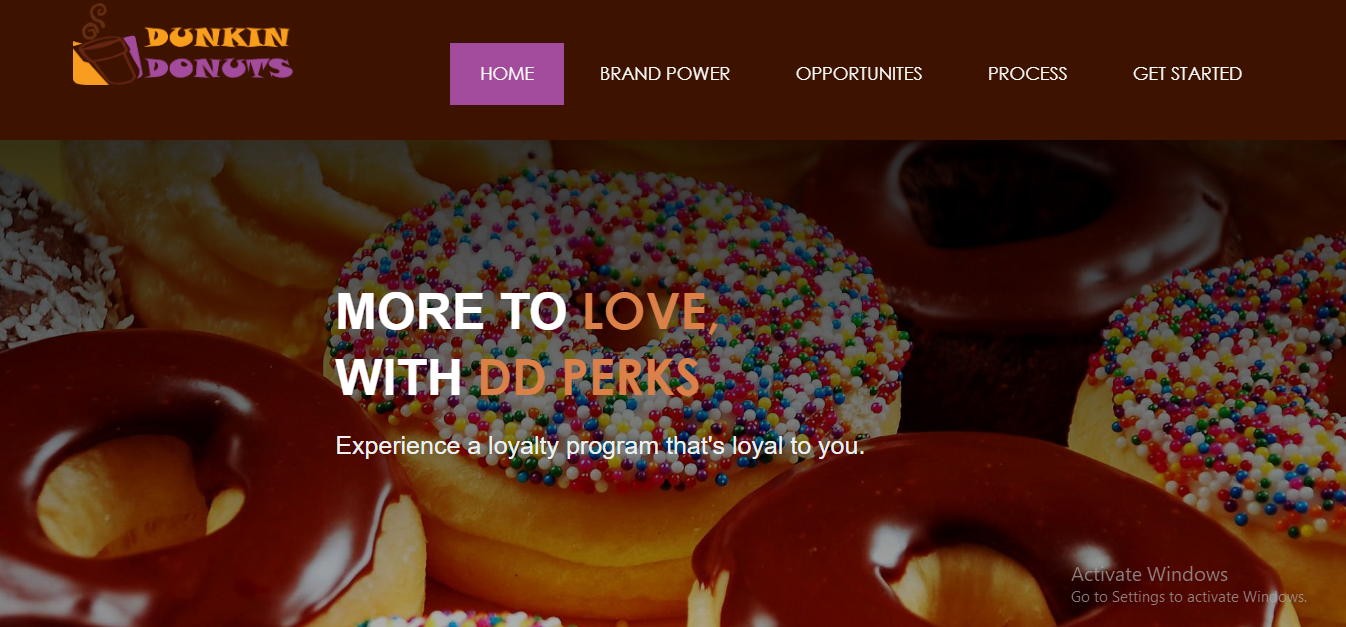 DUNKIN
DONUTS
HOME
BRAND POWER
OPPORTUNITES
PROCESS
GET STARTED
MORE TO LOVE,
WITH DD PERKS
Experience a loyalty program that's loyal to you.
Activate Windows
Go to Settings to activate Windows.